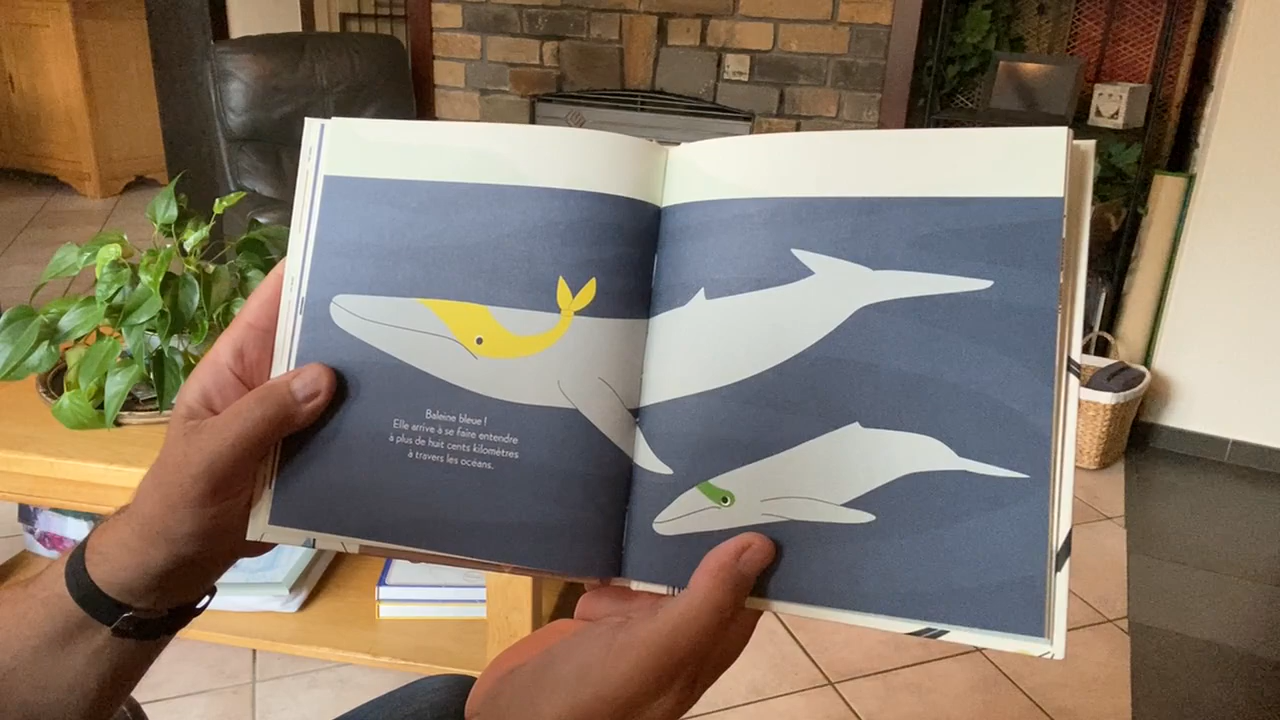 Baleine bleue !
Elle arrive à se faire entendre
à plus de huit cents kilomètres
à travers les océans.